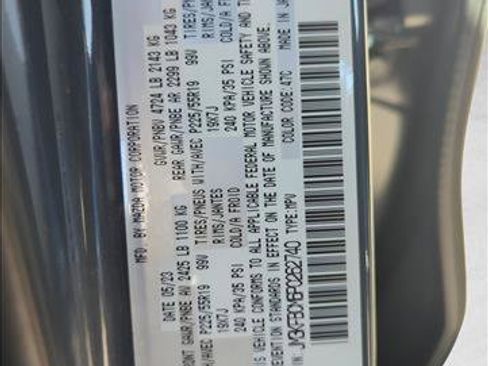 MFD BY MAZDA MOTOR CORPORATION
DATE 05/23 GVWR/PNBV 4724 LB 2143 KG
FRONT GAWR/PNBE AV 2425 LB 1100 KG REAR GAWR/PNBE AR 2299 LB 1043 KG
TIRES/PNEUS WITH/AVEC P225/55R19 99V TIRES/PNEUS WITH/AVEC P225/55R19 99V
RIMS/JANTES 19X7J RIMS/JANTES 19X7J
COLD/A FROID 240 KPA/35 PSI COLD/A FROID 240 KPA/35 PSI
THIS VEHICLE CONFORMS TO ALL APPLICABLE FEDERAL MOTOR VEHICLE SAFETY AND
STANDARDS IN EFFECT ON THE DATE OF MANUFACTURE SHOWN ABOVE.
TYPE:MPV COLOR CODE:47C MADE IN